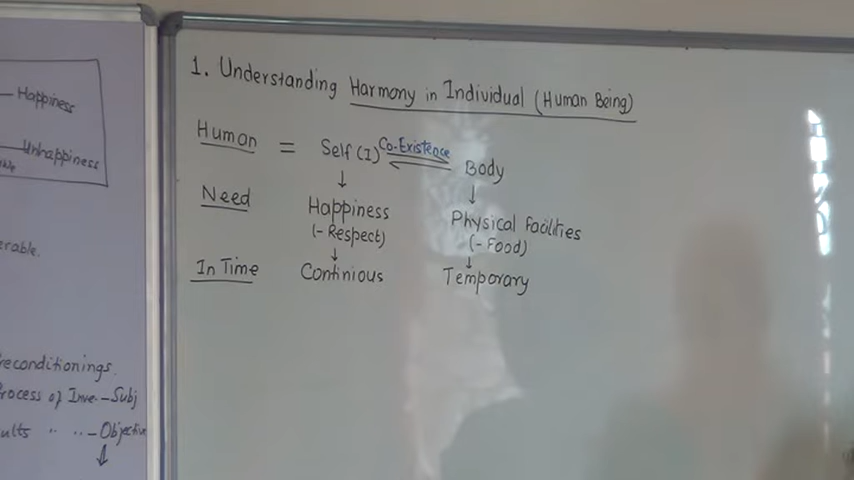 Happiness
Unhappiness
erable.
reconditionings.
rocess of Inve-Subj
ults " " -Objective
↓
1. Understanding Harmony in Individual (Human Being)
Human = Self (I) Co-Existence Body
↓ ↓
Need Happiness Physical facilities
(- Respect) (- Food)
↓ ↓
In Time Continious Temporary